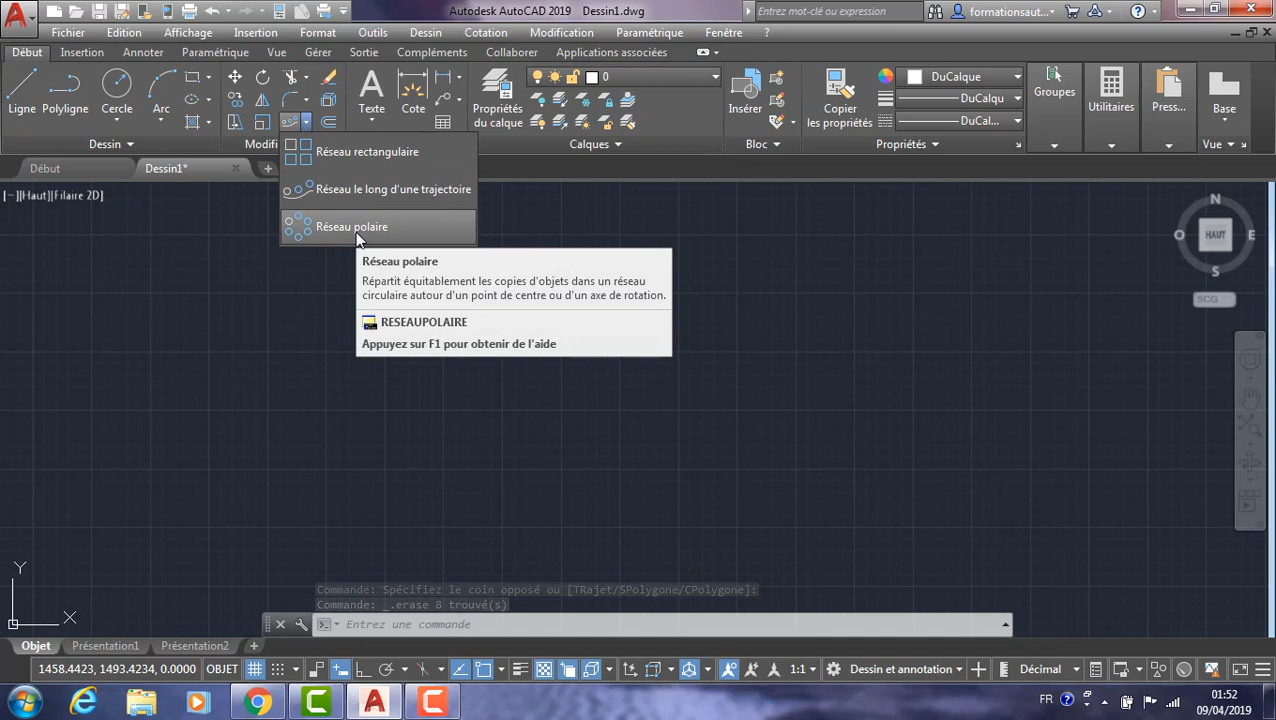 Autodesk AutoCAD 2019 Dessin1.dwg
Entrez mot-clé ou expression
formationsaut...
Fichier Edition Affichage Insertion Format Outils Dessin Cotation Modification Paramétrique Fenêtre ?
Début Insertion Annoter Paramétrique Vue Gérer Sortie Compléments Collaborer Applications associées
0
DuCalque
DuCalqu
DuCal...
Ligne Polyligne Cercle Arc
Texte Cote
Propriétés du calque
Insérer
Copier les propriétés
Groupes
Utilitaires
Press...
Base
Dessin
Modifi
Calques
Bloc
Propriétés
Vue
Début
Dessin1*
Réseau rectangulaire
Réseau le long d'une trajectoire
Réseau polaire
[−][Haut][Filaire 2D]
N
O HAUT E
S
SCG
Réseau polaire
Répartit équitablement les copies d'objets dans un réseau
circulaire autour d'un point de centre ou d'un axe de rotation.
RESEAUPOLAIRE
Appuyez sur F1 pour obtenir de l'aide
Y
X
Commande: Spécifiez le coin opposé ou [TRajet/SPolygone/CPolygone]:
Commande: _.erase 8 trouvé(s)
Entrez une commande
Objet Présentation1 Présentation2
1458.4423, 1493.4234, 0.0000 OBJET
1:1
Dessin et annotation
Décimal
FR
01:52
09/04/2019